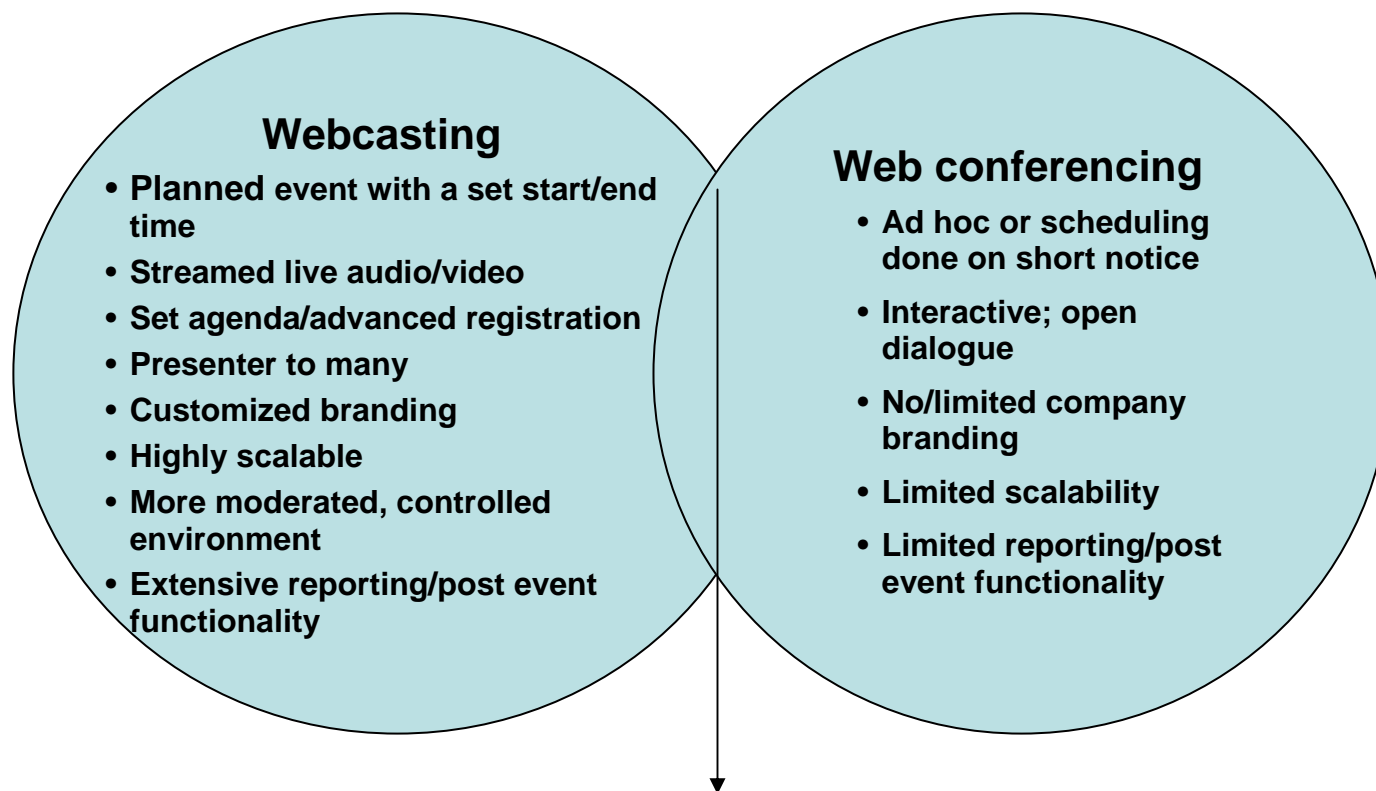 Webcasting
• Planned event with a set start/end
time
• Streamed live audio/video
• Set agenda/advanced registration
• Presenter to many
• Customized branding
• Highly scalable
• More moderated, controlled
environment
• Extensive reporting/post event
functionality
Web conferencing
• Ad hoc or scheduling
done on short notice
• Interactive; open
dialogue
• No/limited company
branding
• Limited scalability
• Limited reporting/post
event functionality